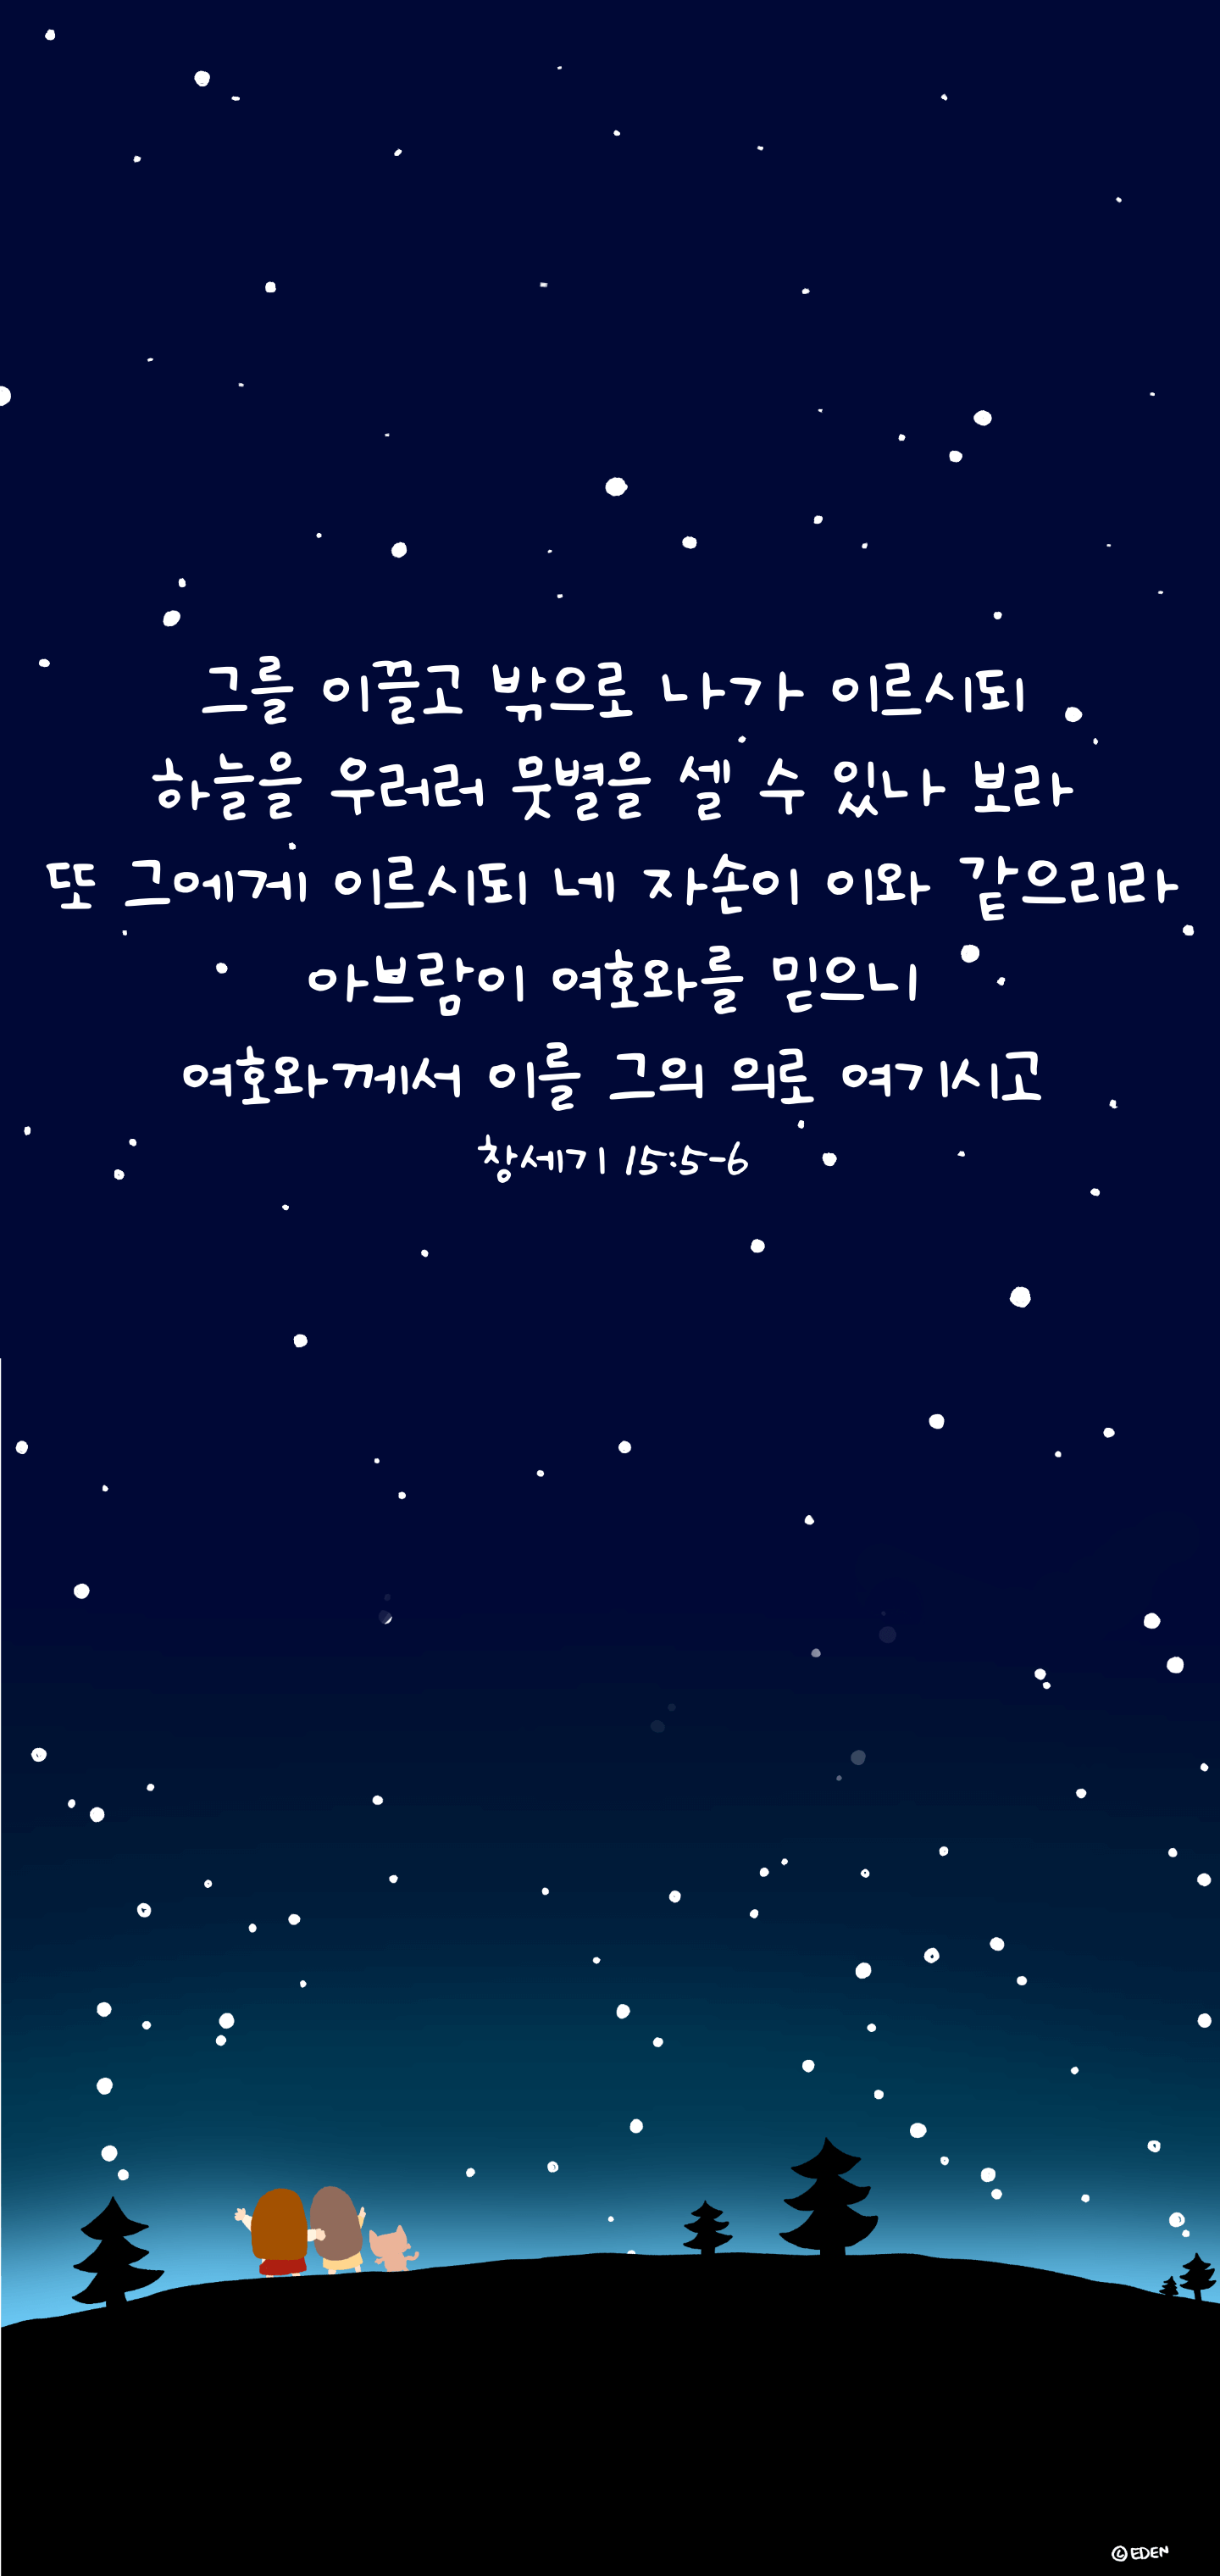 그를 이끌고 밖으로 나가 이르시되
하늘을 우러러 뭇별을 셀 수 있나 보라
또 그에게 이르시되 네 자손이 이와 같으리라
아브람이 여호와를 믿으니
여호와께서 이를 그의 의로 여기시고
창세기 15:5-6
© EDEN